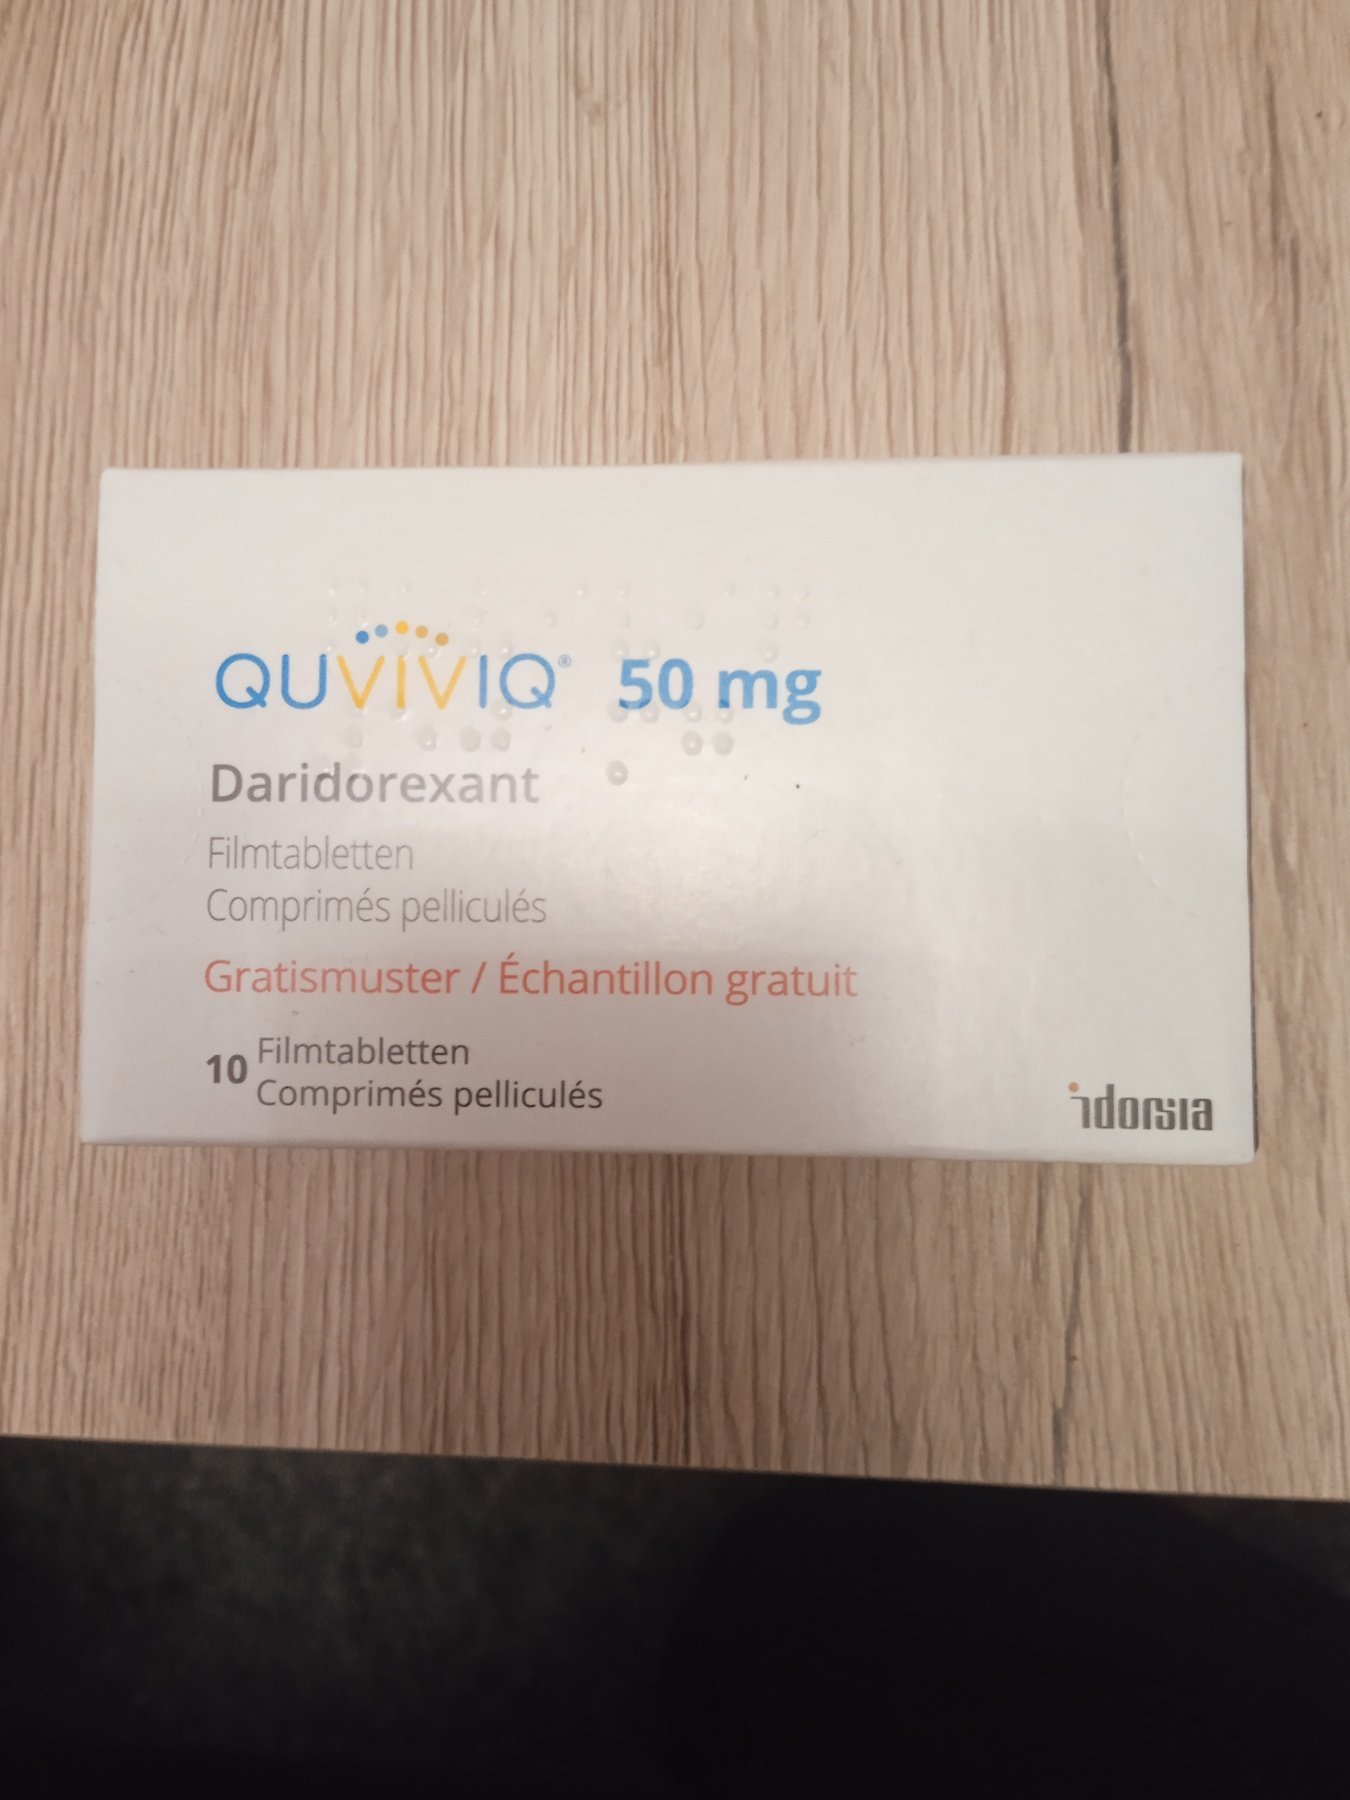 QUVIVIQ® 50 mg
Daridorexant
Filmtabletten
Comprimés pelliculés
Gratismuster / Échantillon gratuit
10 Filmtabletten
Comprimés pelliculés
idorsia